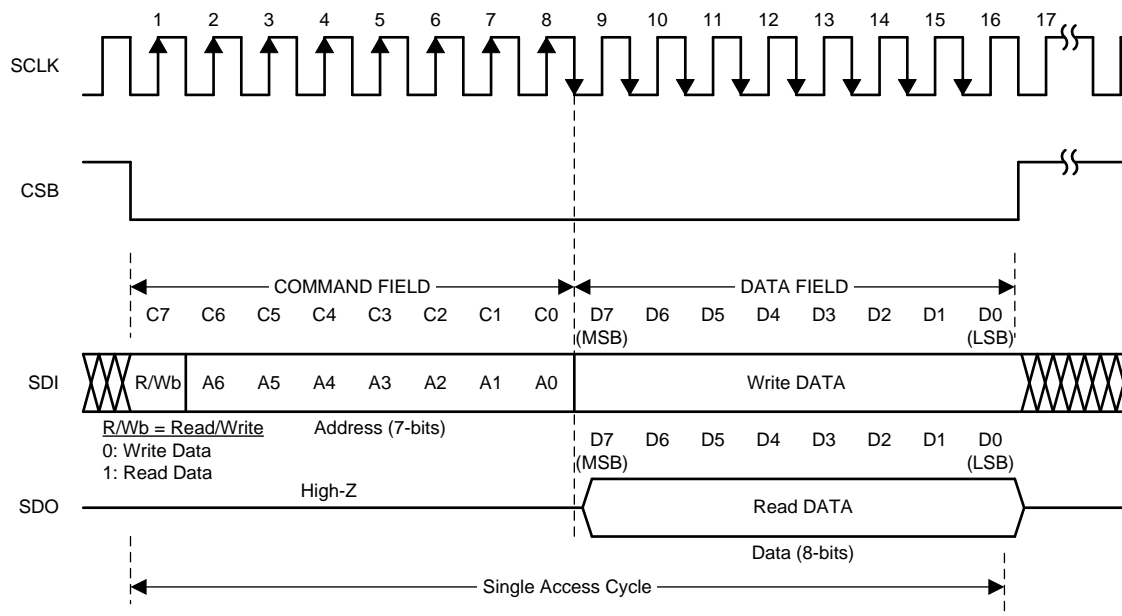 1 2 3 4 5 6 7 8 9 10 11 12 13 14 15 16 17
SCLK
CSB
COMMAND FIELD DATA FIELD
C7 C6 C5 C4 C3 C2 C1 C0 D7 D6 D5 D4 D3 D2 D1 D0
(MSB) (LSB)
SDI R/Wb A6 A5 A4 A3 A2 A1 A0 Write DATA
R/Wb = Read/Write Address (7-bits)
0: Write Data
1: Read Data
D7 D6 D5 D4 D3 D2 D1 D0
(MSB) (LSB)
High-Z
SDO Read DATA
Data (8-bits)
Single Access Cycle